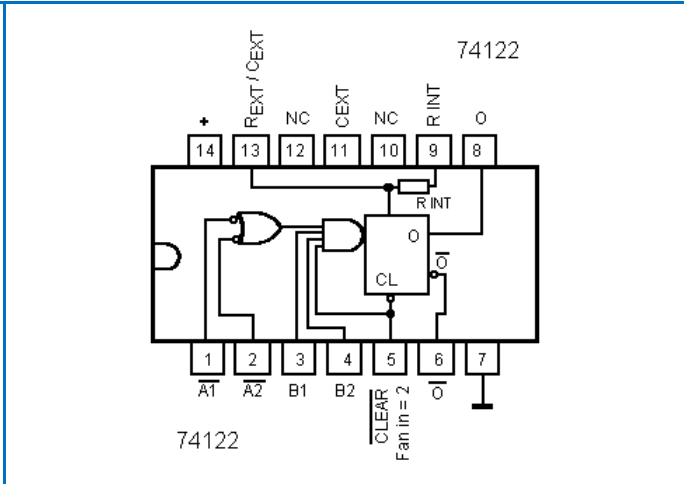 74122
+
REXT / CEXT
NC
CEXT
NC
R INT
O
14 13 12 11 10 9 8
R INT
O
O
CL
1 2 3 4 5 6 7
A1 A2 B1 B2 CLEAR Fan in = 2 O
74122